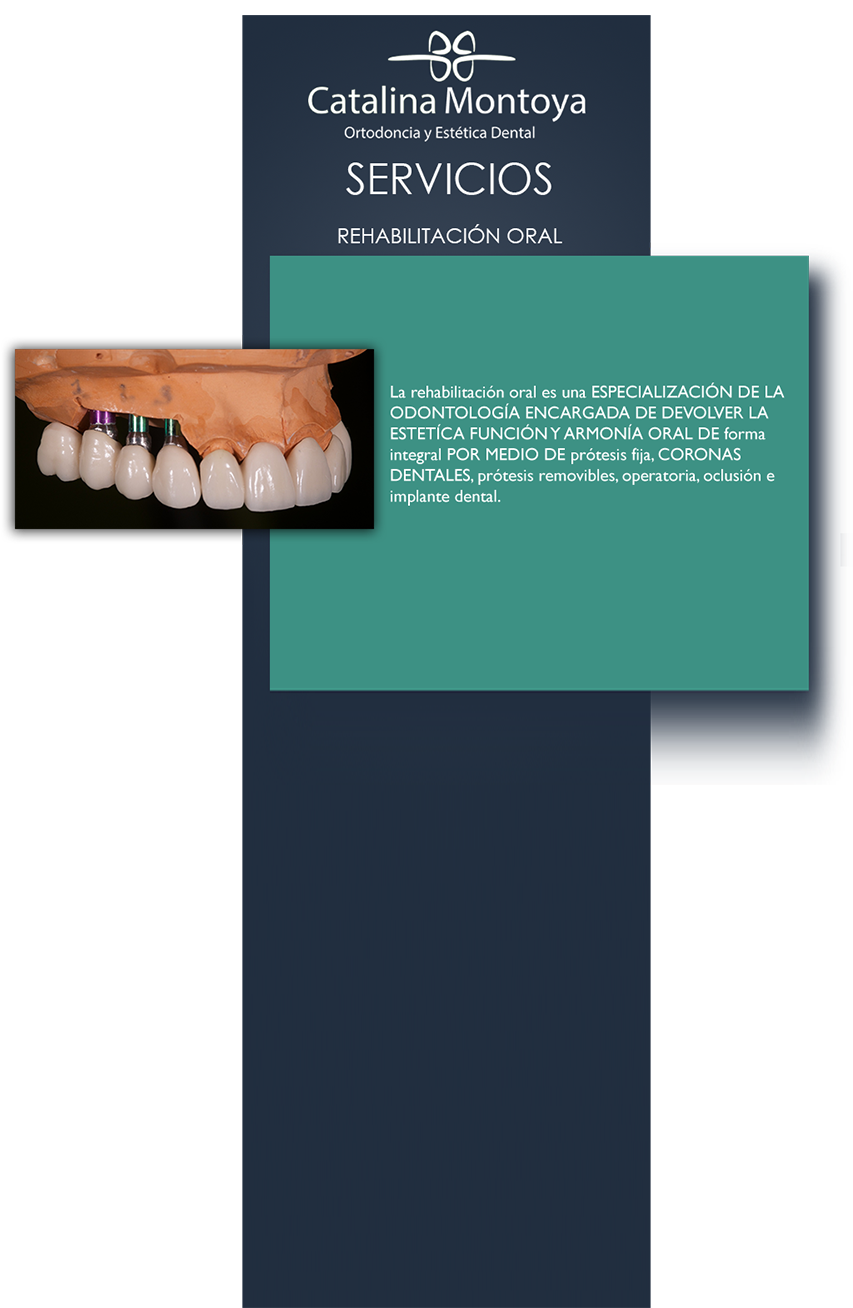 Catalina Montoya
Ortodoncia y Estética Dental
SERVICIOS
REHABILITACIÓN ORAL
La rehabilitación oral es una ESPECIALIZACIÓN DE LA
ODONTOLOGÍA ENCARGADA DE DEVOLVER LA
ESTETÍCA FUNCIÓN Y ARMONÍA ORAL DE forma
integral POR MEDIO DE prótesis fija, CORONAS
DENTALES, prótesis removibles, operatoria, oclusión e
implante dental.